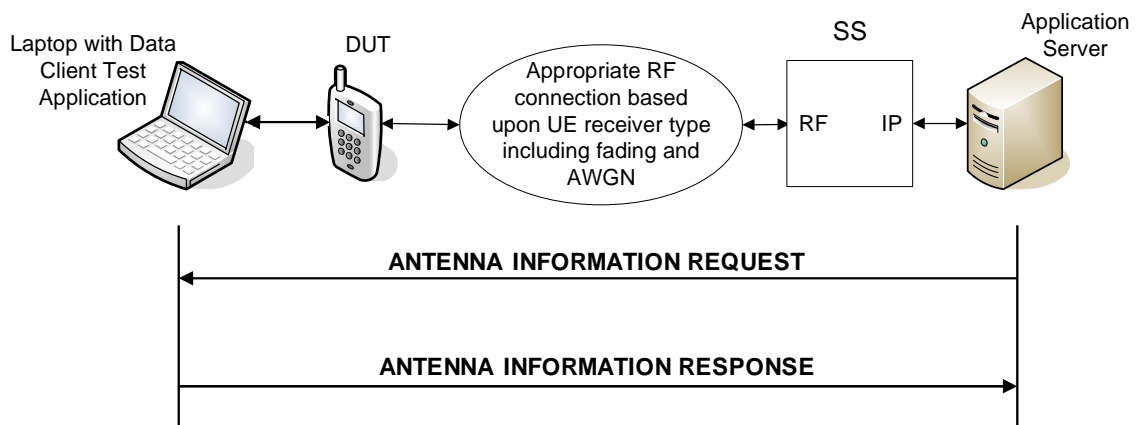 Laptop with Data
Client Test
Application
DUT
Appropriate RF
connection based
upon UE receiver type
including fading and
AWGN
SS
RF
IP
Application
Server
ANTENNA INFORMATION REQUEST
ANTENNA INFORMATION RESPONSE